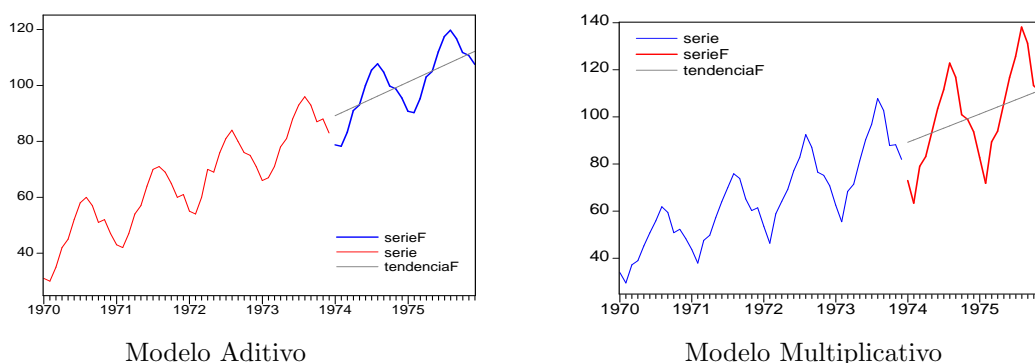 120
100
80
60
40
serieF
serie
tendenciaF
1970 1971 1972 1973 1974 1975
Modelo Aditivo
140
120
100
80
60
40
serie
serieF
tendenciaF
1970 1971 1972 1973 1974 1975
Modelo Multiplicativo